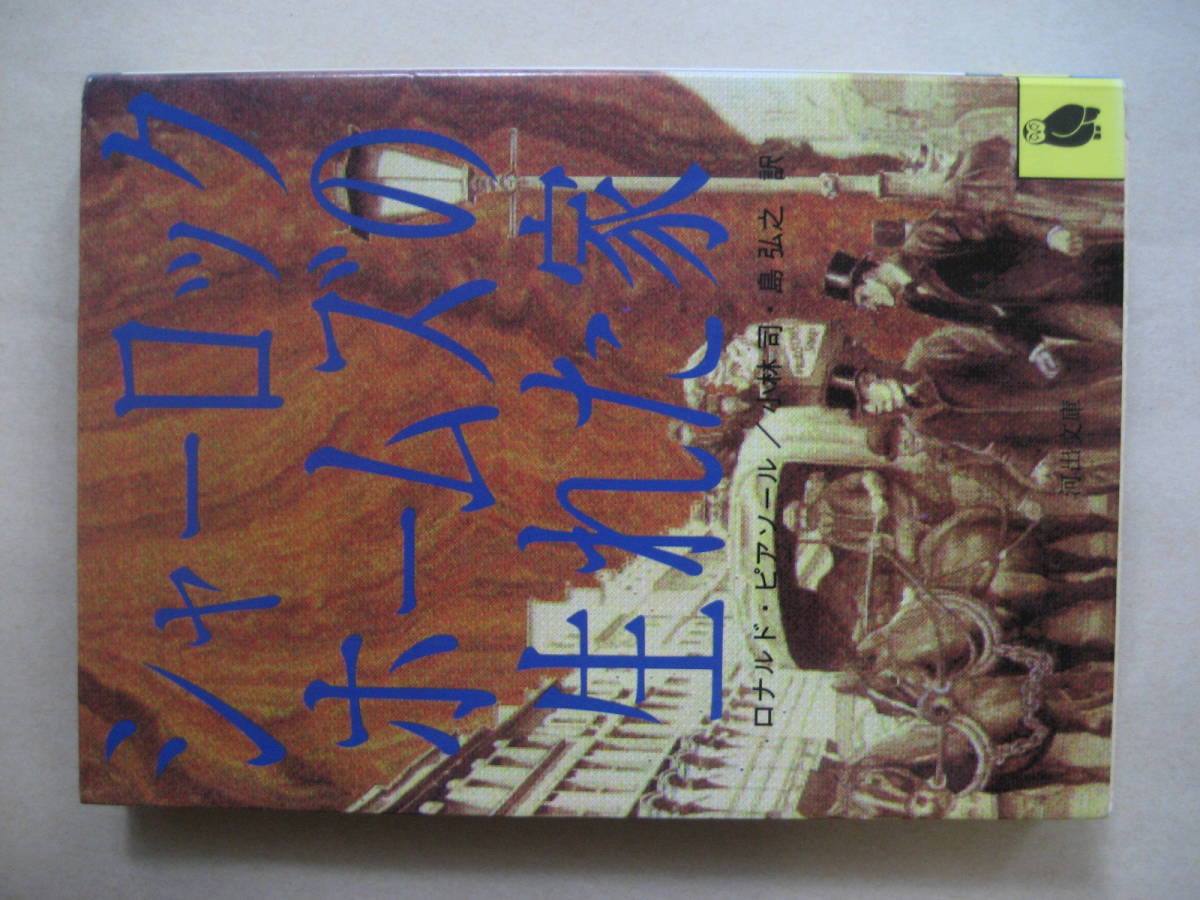 シャーロック
ホームズの
生れた家
ロナルド・ピアソール／小林 司・島 弘之 訳
河出文庫